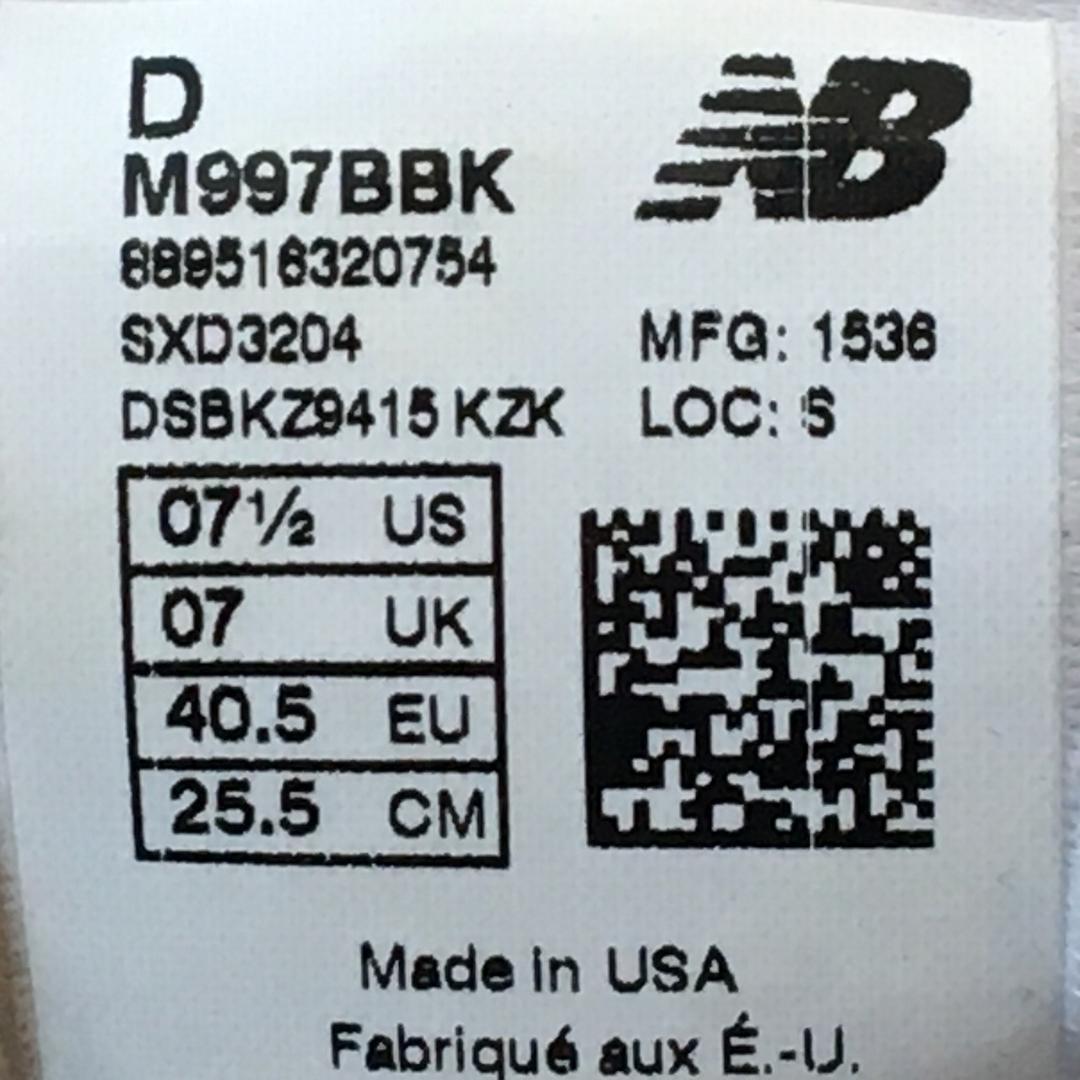 D
NB
M997BBK
889516320754
SXD3204
MFG: 1536
DSBKZ9415 KZK
LOC: S
07½ US
07 UK
40.5 EU
25.5 CM
Made in USA
Fabriqué aux É.-U.